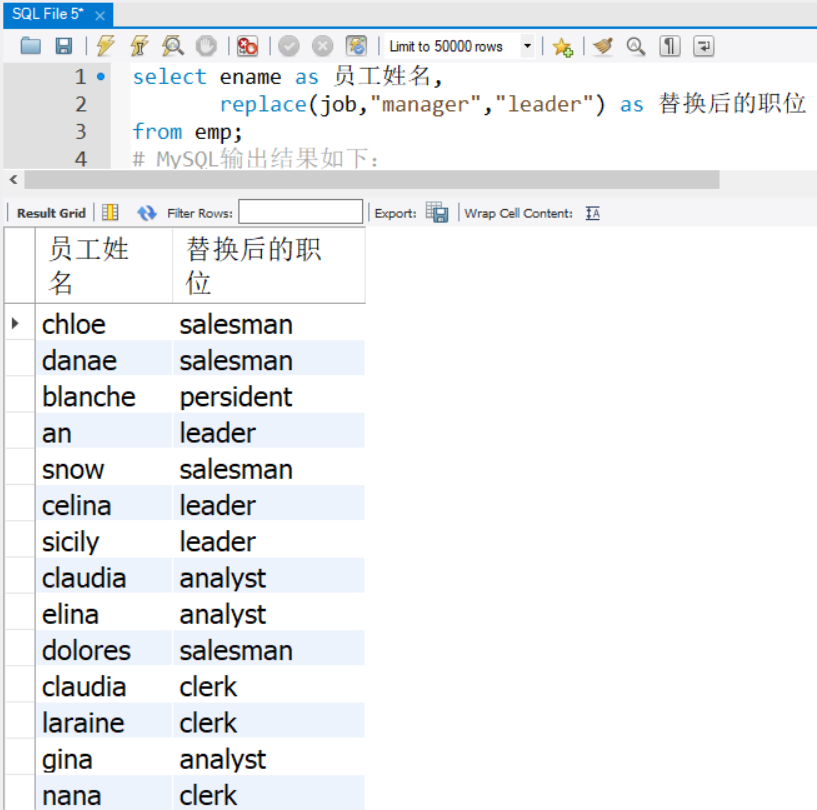 SQL File 5*
Limit to 50000 rows
1 select ename as 员工姓名,
2 replace(job,"manager","leader") as 替换后的职位
3 from emp;
4 # MySQL输出结果如下:
Result Grid Filter Rows: Export: Wrap Cell Content:
员工姓名 替换后的职位
chloe salesman
danae salesman
blanche persident
an leader
snow salesman
celina leader
sicily leader
claudia analyst
elina analyst
dolores salesman
claudia clerk
laraine clerk
gina analyst
nana clerk